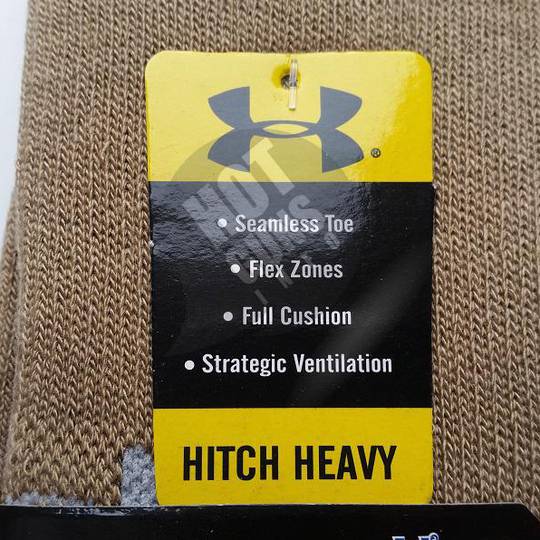 ®
• Seamless Toe
• Flex Zones
• Full Cushion
• Strategic Ventilation
HITCH HEAVY